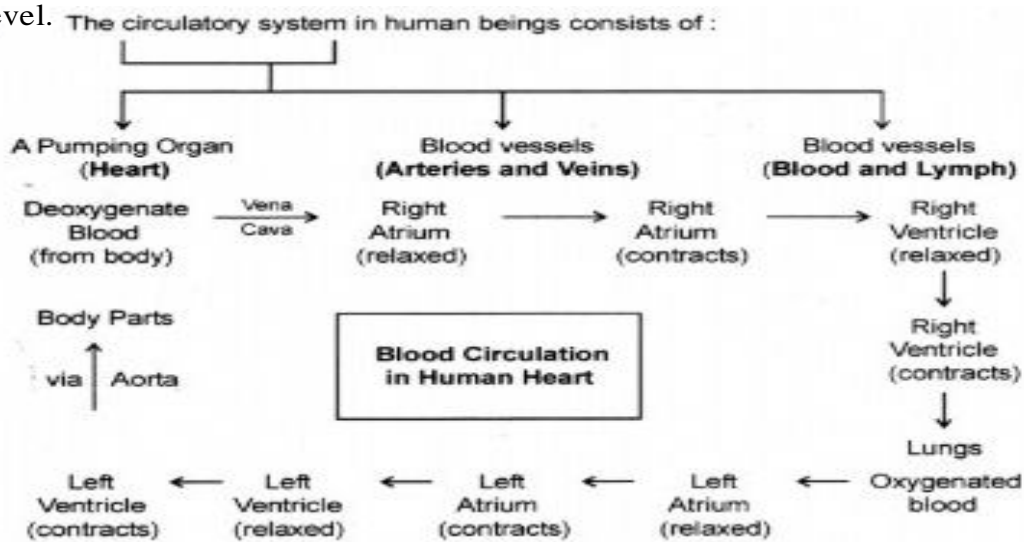 evel.
The circulatory system in human beings consists of :
A Pumping Organ
(Heart)
Blood vessels
(Arteries and Veins)
Blood vessels
(Blood and Lymph)
Deoxygenate
Blood
(from body)
Vena
Cava
Right
Atrium
(relaxed)
Right
Atrium
(contracts)
Right
Ventricle
(relaxed)
Right
Ventricle
(contracts)
Lungs
Oxygenated
blood
Left
Atrium
(relaxed)
Left
Atrium
(contracts)
Left
Ventricle
(relaxed)
Left
Ventricle
(contracts)
via Aorta
Body Parts
Blood Circulation
in Human Heart